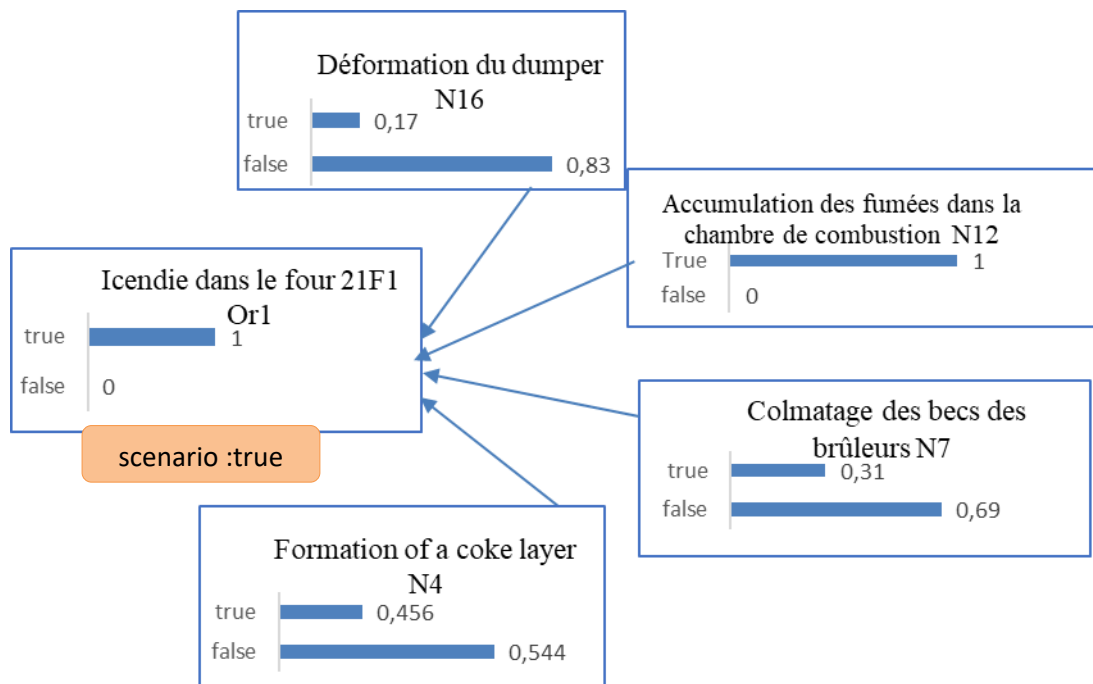 Déformation du dumper
N16
true 0,17
false 0,83
Accumulation des fumées dans la
chambre de combustion N12
True 1
false 0
Icendie dans le four 21F1
Or1
true 1
false 0
scenario :true
Colmatage des becs des
brûleurs N7
true 0,31
false 0,69
Formation of a coke layer
N4
true 0,456
false 0,544